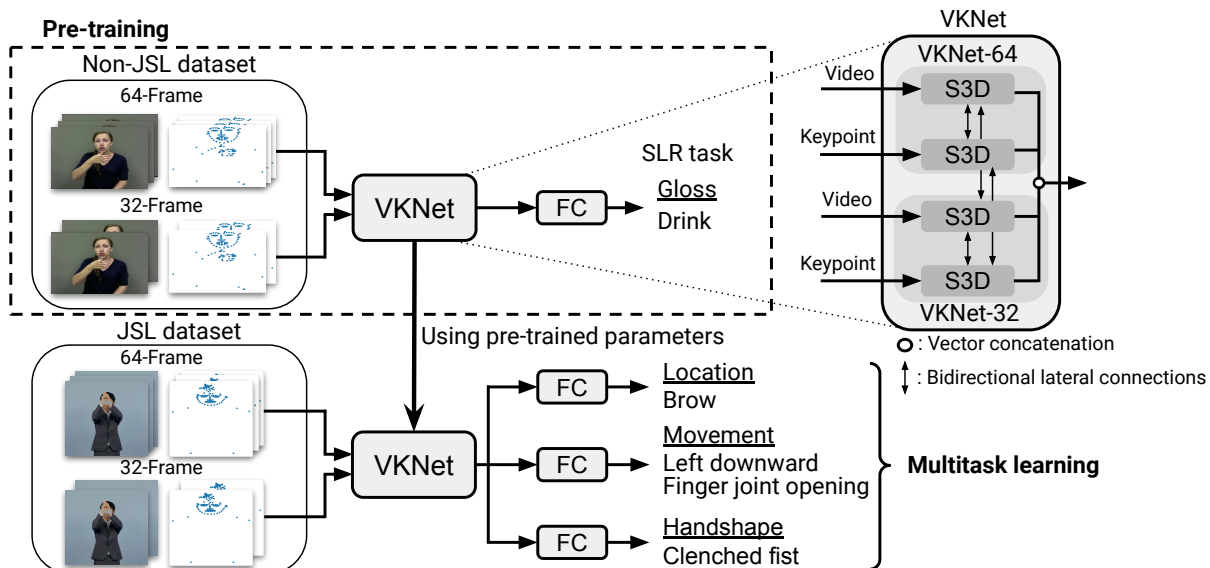 Pre-training
Non-JSL dataset
64-Frame
32-Frame
VKNet
FC
SLR task
Gloss
Drink
VKNet
VKNet-64
Video
S3D
Keypoint
S3D
Video
S3D
Keypoint
S3D
VKNet-32
: Vector concatenation
: Bidirectional lateral connections
Using pre-trained parameters
JSL dataset
64-Frame
32-Frame
VKNet
FC
Location
Brow
FC
Movement
Left downward
Finger joint opening
FC
Handshape
Clenched fist
Multitask learning